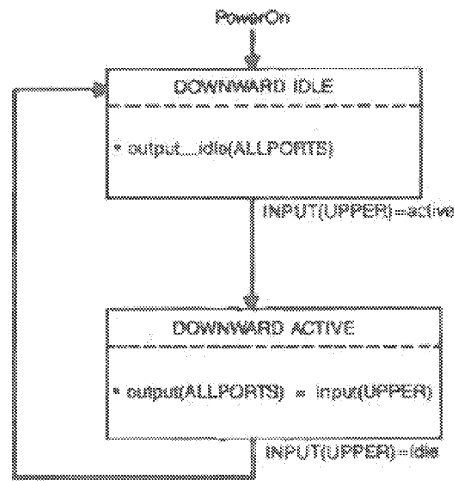 PowerOn
DOWNWARD IDLE
* output_idle(ALLPORTS)
INPUT(UPPER)=active
DOWNWARD ACTIVE
* output(ALLPORTS) = input(UPPER)
INPUT(UPPER)=idle